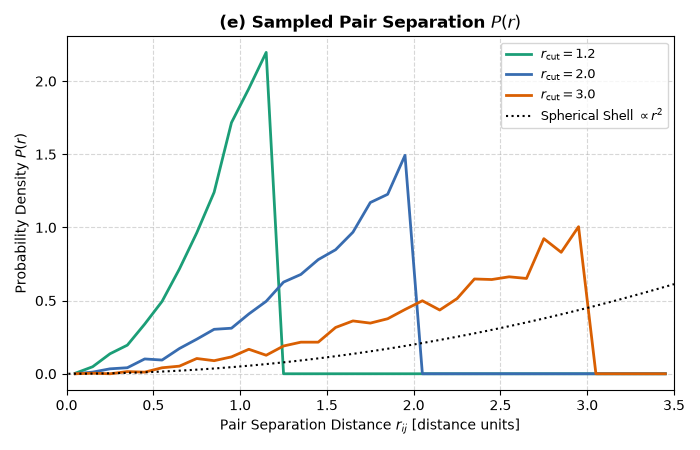 (e) Sampled Pair Separation P(r)
Probability Density P(r)
2.0
1.5
1.0
0.5
0.0
r_cut = 1.2
r_cut = 2.0
r_cut = 3.0
Spherical Shell ∝ r²
0.0 0.5 1.0 1.5 2.0 2.5 3.0 3.5
Pair Separation Distance r_ij [distance units]